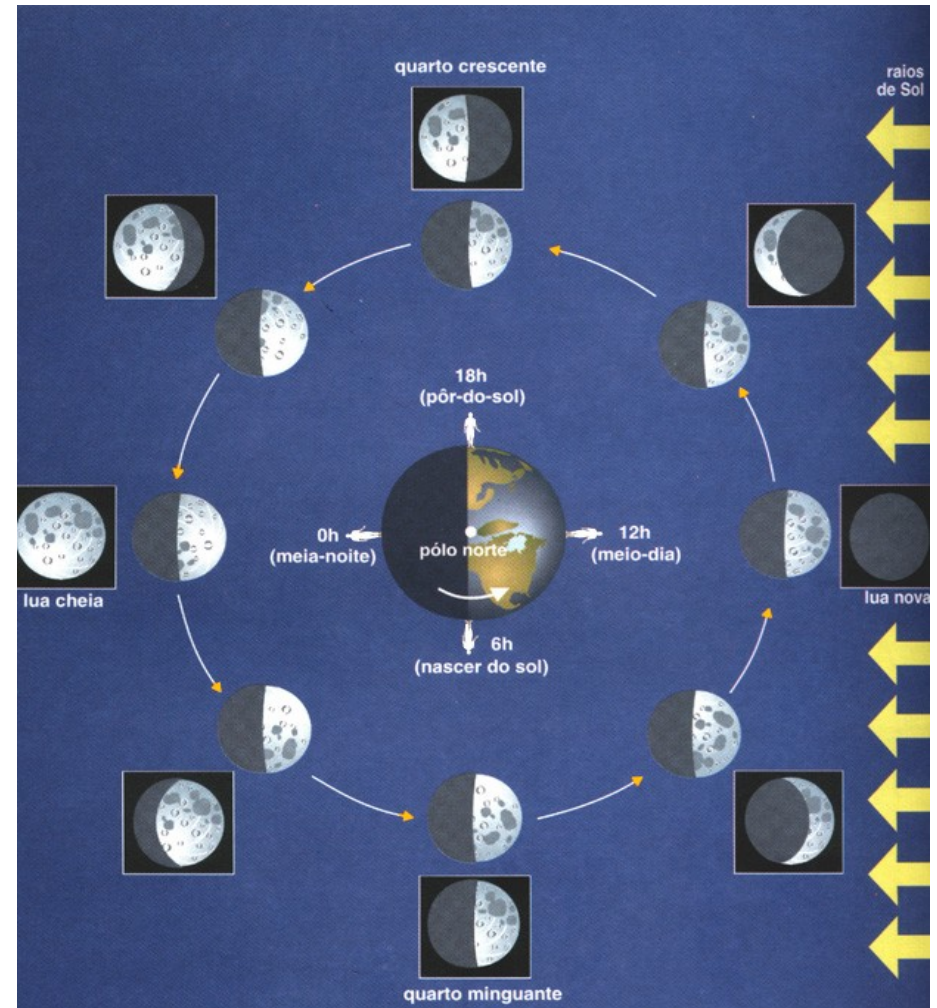 quarto crescente
raios
de Sol
18h
(pôr-do-sol)
0h
(meia-noite)
pólo norte
12h
(meio-dia)
lua cheia
lua nova
6h
(nascer do sol)
quarto minguante